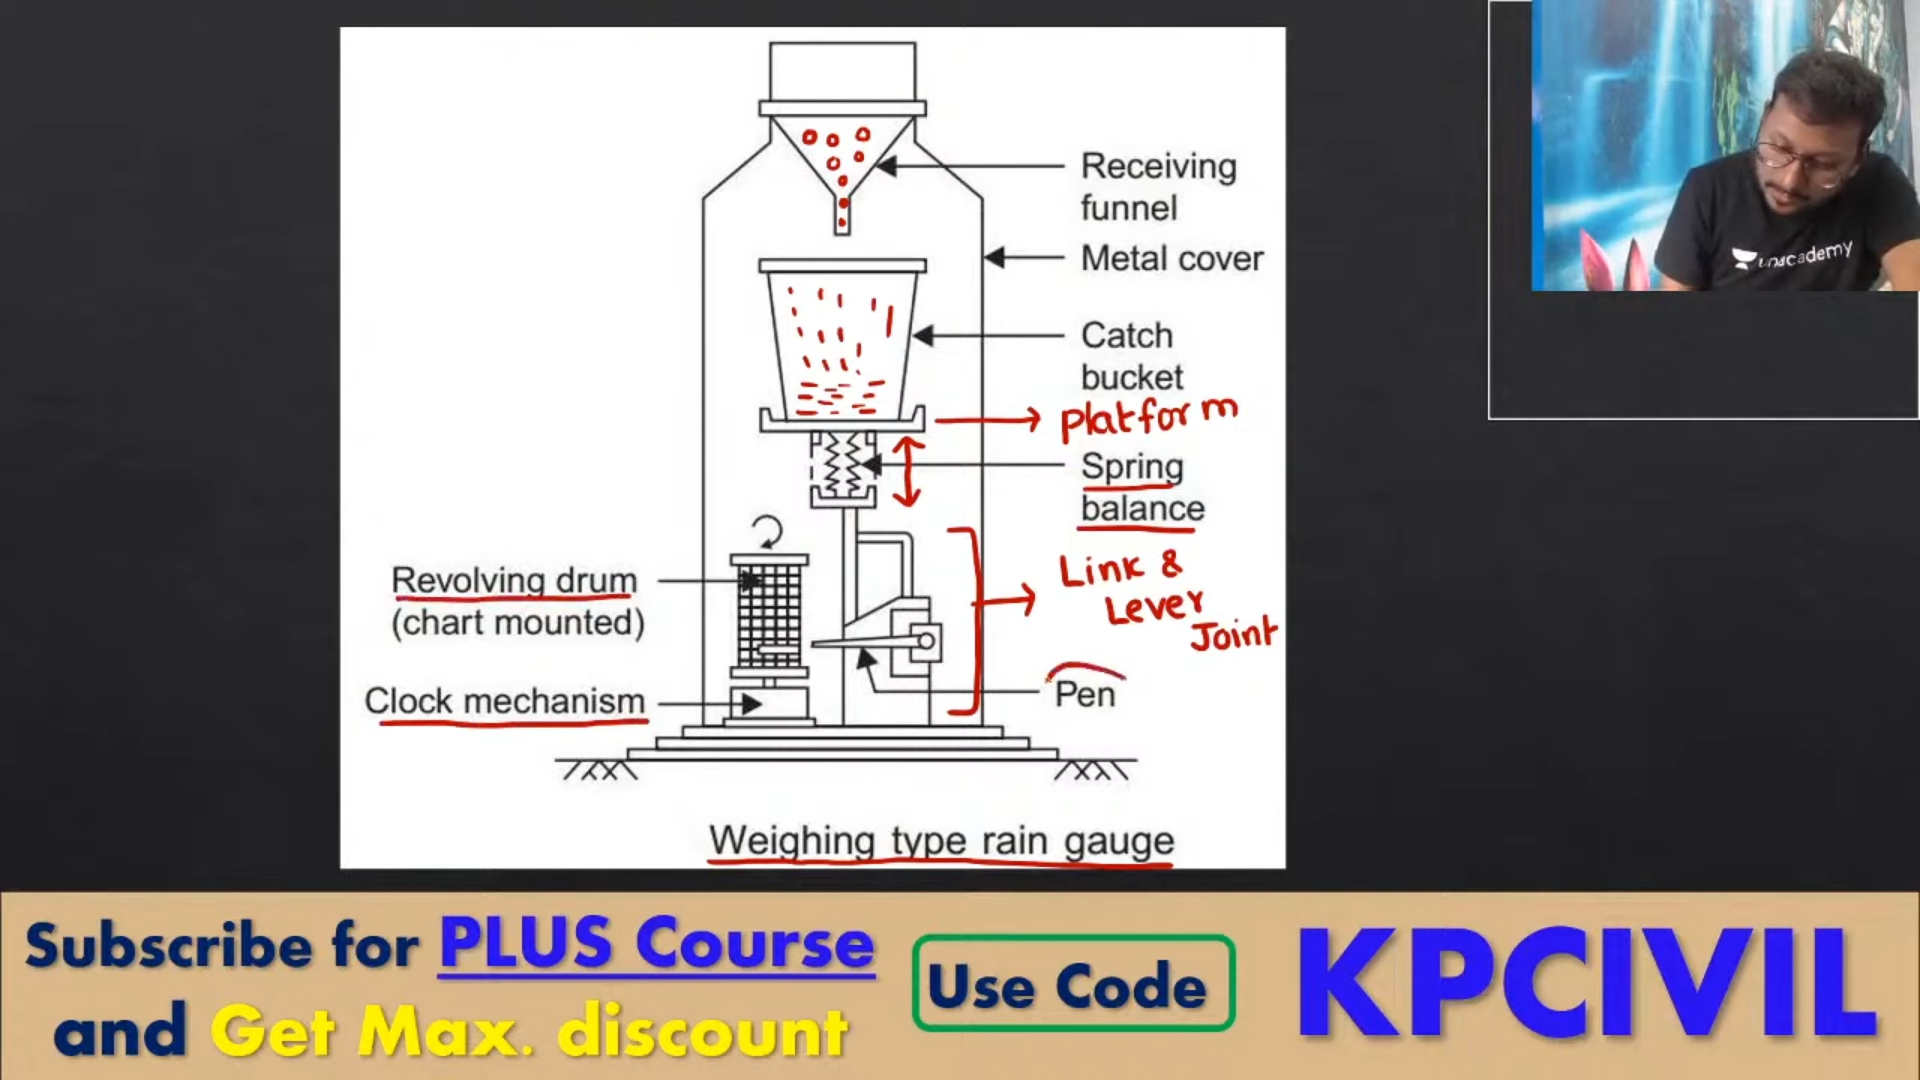 Receiving
funnel
Metal cover
Catch
bucket
Platform
Spring
balance
Link &
Lever
Joint
Pen
Revolving drum
(chart mounted)
Clock mechanism
Weighing type rain gauge
unacademy
Subscribe for PLUS Course
and Get Max. discount
Use Code
KPCIVIL